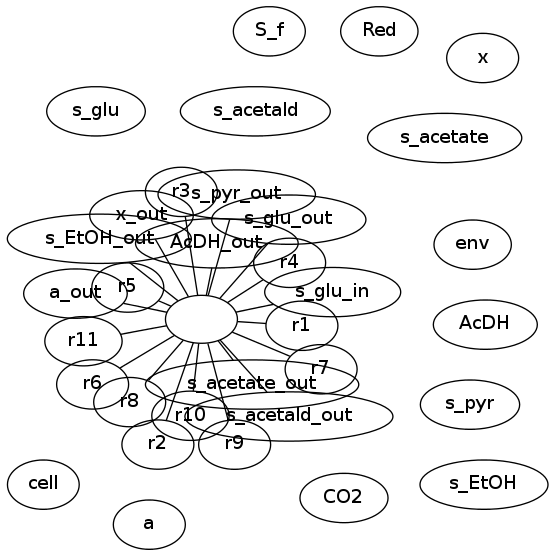 S_f
Red
x
s_glu
s_acetald
s_acetate
r3
s_pyr_out
x_out
s_glu_out
s_EtOH_out
AcDH_out
env
r4
r5
a_out
s_glu_in
r1
AcDH
r11
r7
r6
s_acetate_out
r8
s_pyr
r10
s_acetald_out
r2
r9
cell
s_EtOH
CO2
a